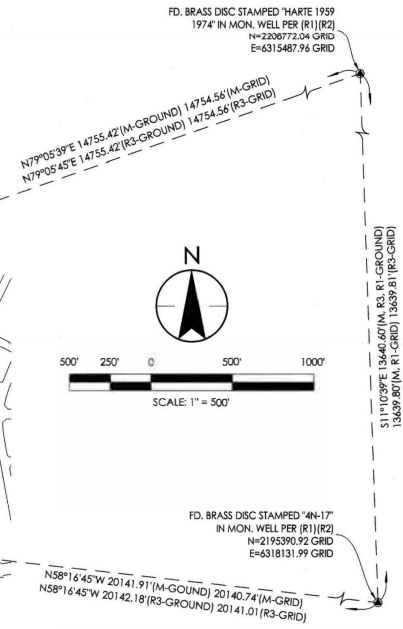 FD. BRASS DISC STAMPED "HARTE 1959
1974" IN MON. WELL PER (R1)(R2)
N=2208772.04 GRID
E=6315487.96 GRID
N79°05'39"E 14755.42'(M-GROUND) 14754.56'(M-GRID)
N79°05'45"E 14755.42'(R3-GROUND) 14754.56'(R3-GRID)
N
500' 250' 0 500' 1000'
SCALE: 1" = 500'
S11°10'39"E 13640.60'(M, R3, R1-GROUND)
13639.80'(M, R1-GRID) 13639.81'(R3-GRID)
FD. BRASS DISC STAMPED "4N-17"
IN MON. WELL PER (R1)(R2)
N=2195390.92 GRID
E=6318131.99 GRID
N58°16'45"W 20141.91'(M-GOUND) 20140.74'(M-GRID)
N58°16'45"W 20142.18'(R3-GROUND) 20141.01'(R3-GRID)